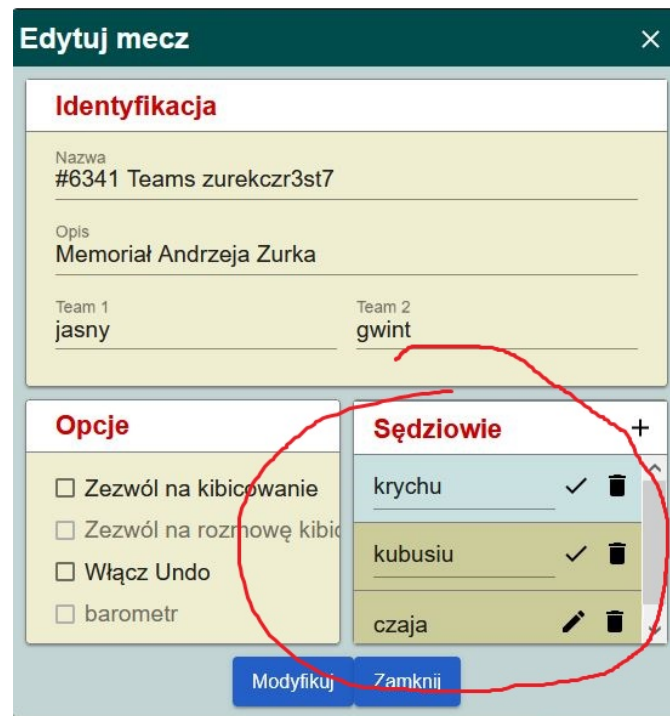 Edytuj mecz
Identyfikacja
Nazwa
#6341 Teams zurekczr3st7
Opis
Memoriał Andrzeja Zurka
Team 1
Team 2
jasny
gwint
Opcje
Zezwól na kibicowanie
Zezwól na rozmowę kibic
Włącz Undo
barometr
Sędziowie
krychu
kubusiu
czaja
Modyfikuj
Zamknij